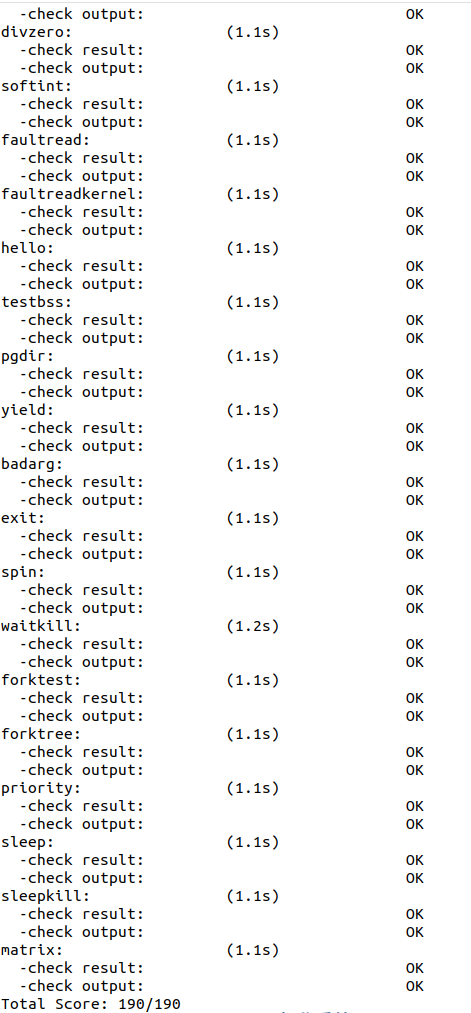 -check output:                             OK
divzero:                 (1.1s)
  -check result:                             OK
  -check output:                             OK
softint:                 (1.1s)
  -check result:                             OK
  -check output:                             OK
faultread:               (1.1s)
  -check result:                             OK
  -check output:                             OK
faultreadkernel:         (1.1s)
  -check result:                             OK
  -check output:                             OK
hello:                   (1.1s)
  -check result:                             OK
  -check output:                             OK
testbss:                 (1.1s)
  -check result:                             OK
  -check output:                             OK
pgdir:                   (1.1s)
  -check result:                             OK
  -check output:                             OK
yield:                   (1.1s)
  -check result:                             OK
  -check output:                             OK
badarg:                  (1.1s)
  -check result:                             OK
  -check output:                             OK
exit:                    (1.1s)
  -check result:                             OK
  -check output:                             OK
spin:                    (1.1s)
  -check result:                             OK
  -check output:                             OK
waitkill:                (1.2s)
  -check result:                             OK
  -check output:                             OK
forktest:                (1.1s)
  -check result:                             OK
  -check output:                             OK
forktree:                (1.1s)
  -check result:                             OK
  -check output:                             OK
priority:                (1.1s)
  -check result:                             OK
  -check output:                             OK
sleep:                   (1.1s)
  -check result:                             OK
  -check output:                             OK
sleepkill:               (1.1s)
  -check result:                             OK
  -check output:                             OK
matrix:                  (1.1s)
  -check result:                             OK
  -check output:                             OK
Total Score: 190/190